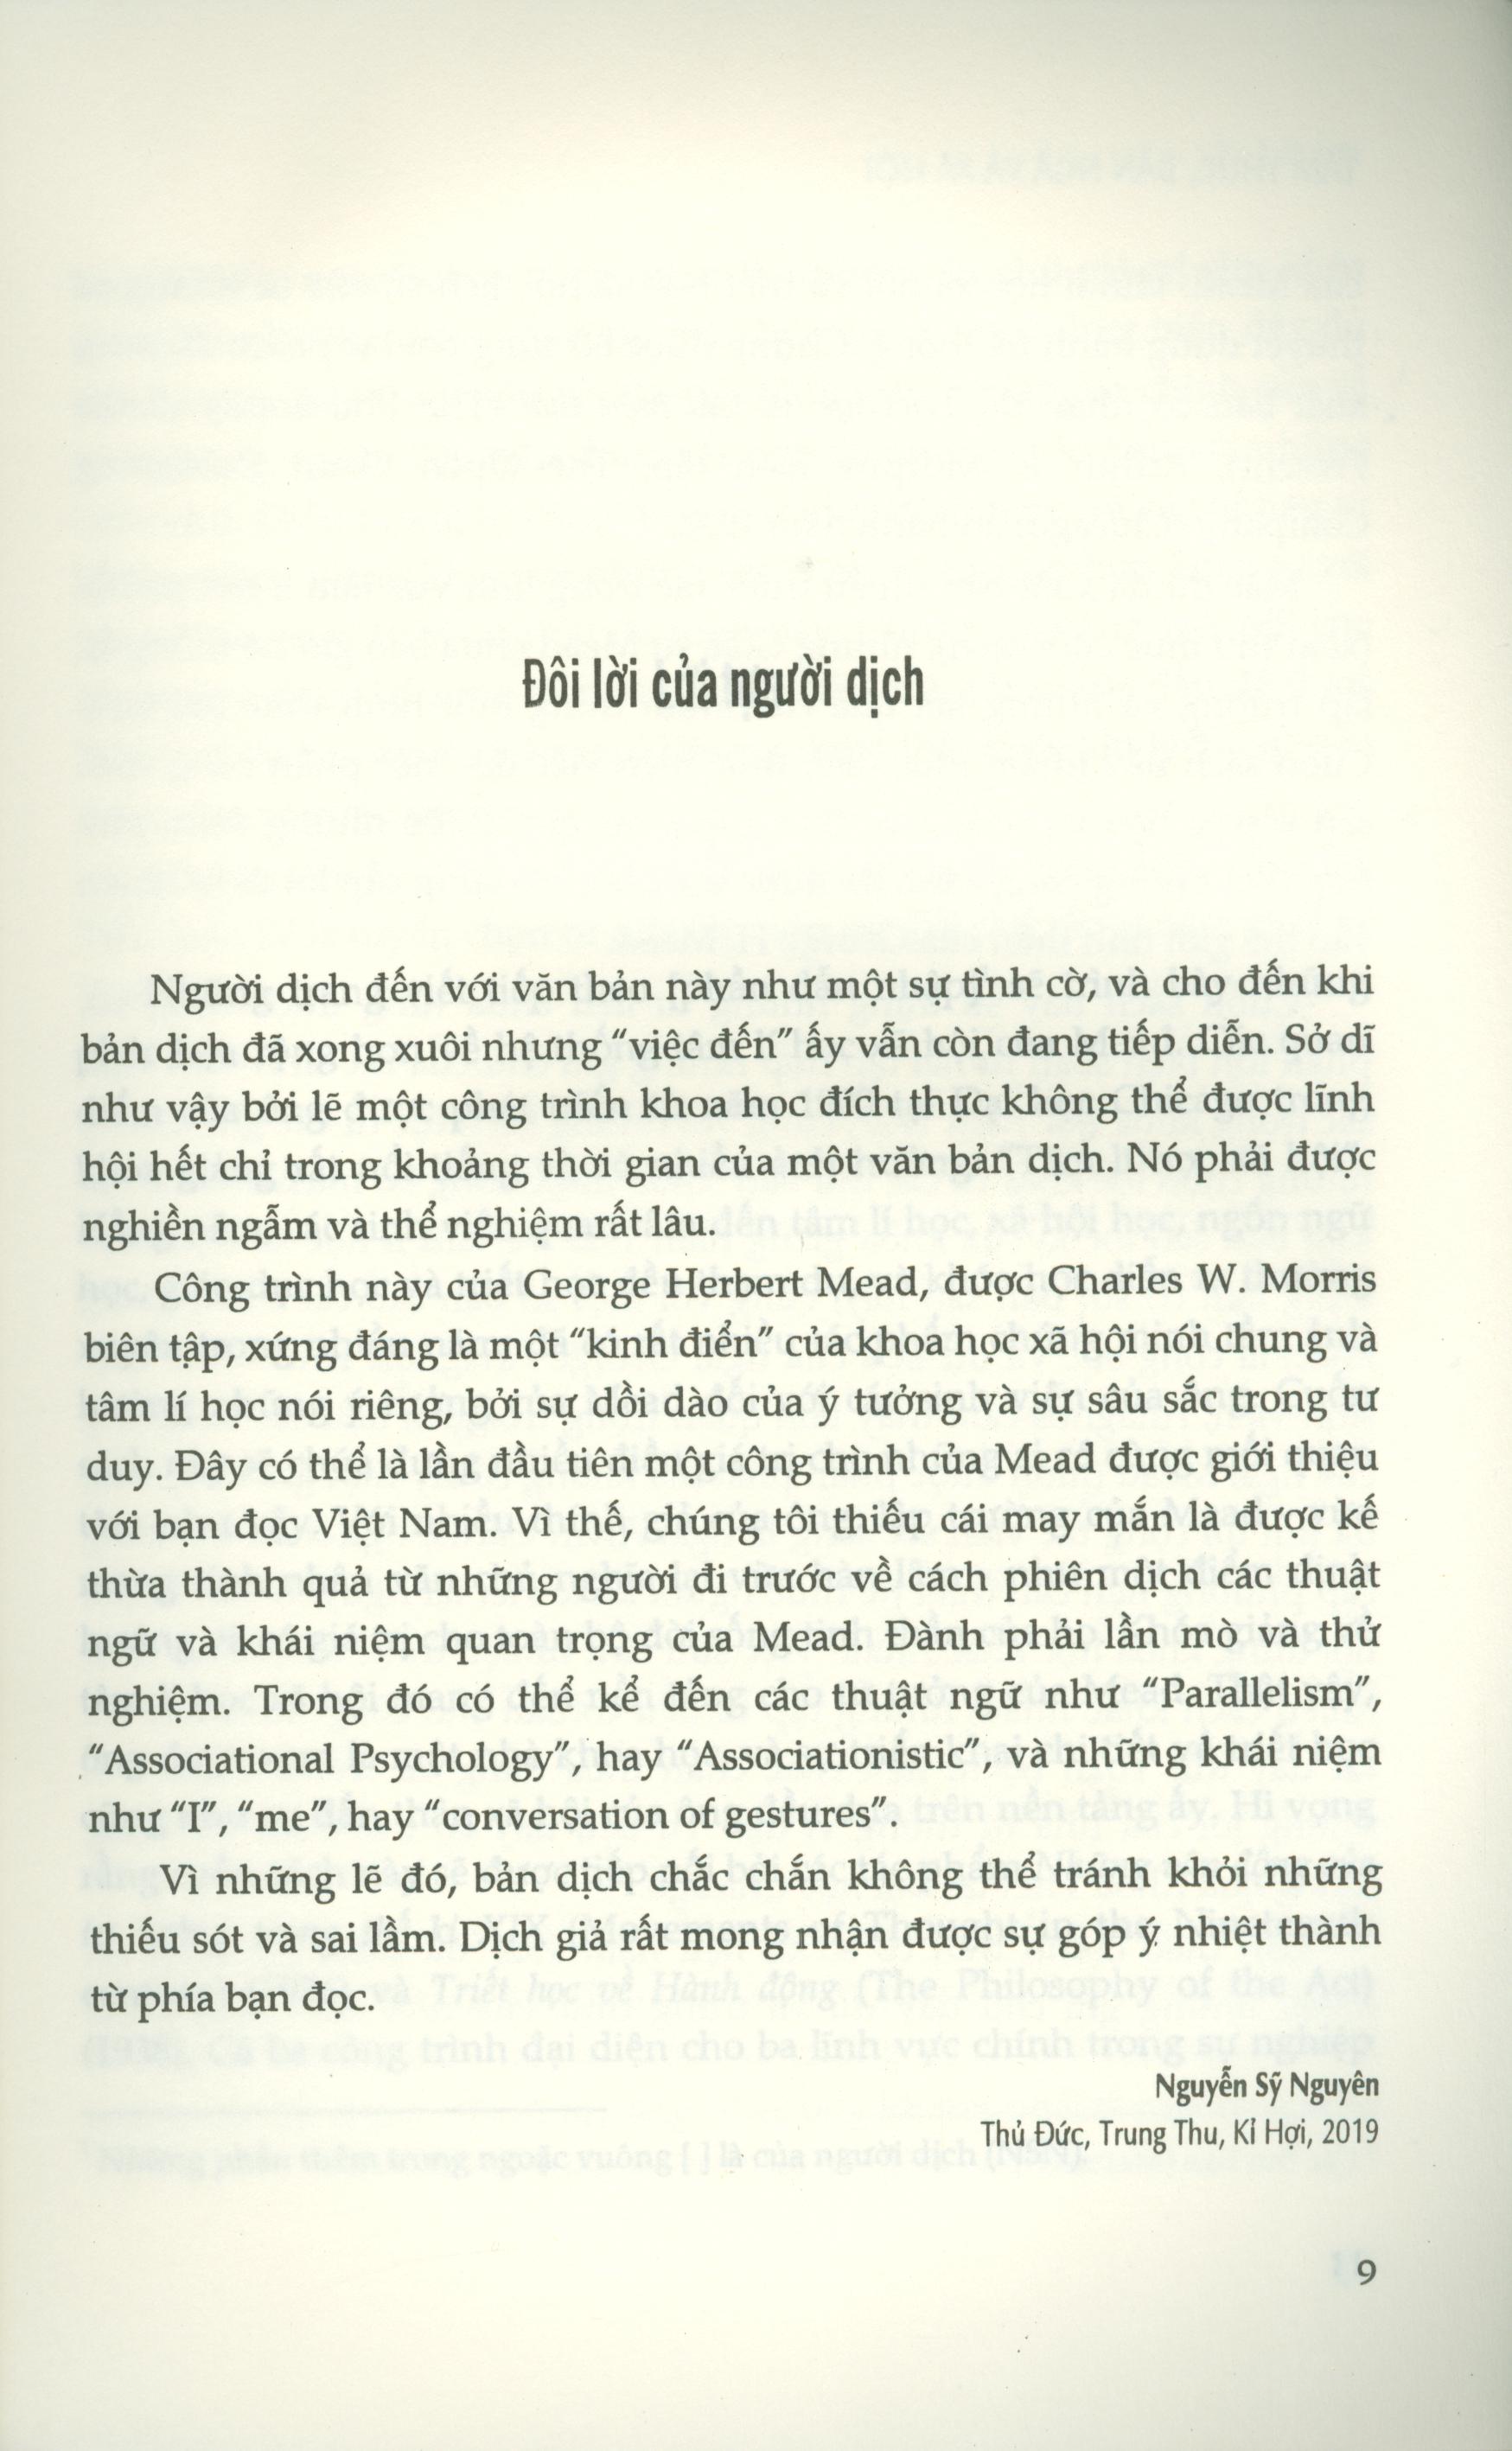 Đôi lời của người dịch
Người dịch đến với văn bản này như một sự tình cờ, và cho đến khi
bản dịch đã xong xuôi nhưng "việc đến" ấy vẫn còn đang tiếp diễn. Sở dĩ
như vậy bởi lẽ một công trình khoa học đích thực không thể được lĩnh
hội hết chỉ trong khoảng thời gian của một văn bản dịch. Nó phải được
nghiền ngẫm và thể nghiệm rất lâu.
Công trình này của George Herbert Mead, được Charles W. Morris
biên tập, xứng đáng là một "kinh điển" của khoa học xã hội nói chung và
tâm lí học nói riêng, bởi sự dồi dào của ý tưởng và sự sâu sắc trong tư
duy. Đây có thể là lần đầu tiên một công trình của Mead được giới thiệu
với bạn đọc Việt Nam. Vì thế, chúng tôi thiếu cái may mắn là được kế
thừa thành quả từ những người đi trước về cách phiên dịch các thuật
ngữ và khái niệm quan trọng của Mead. Đành phải lần mò và thử
nghiệm. Trong đó có thể kể đến các thuật ngữ như "Parallelism",
"Associational Psychology", hay "Associationistic", và những khái niệm
như "I", "me", hay "conversation of gestures".
Vì những lẽ đó, bản dịch chắc chắn không thể tránh khỏi những
thiếu sót và sai lầm. Dịch giả rất mong nhận được sự góp ý nhiệt thành
từ phía bạn đọc.
Nguyễn Sỹ Nguyên
Thủ Đức, Trung Thu, Kỉ Hợi, 2019
9